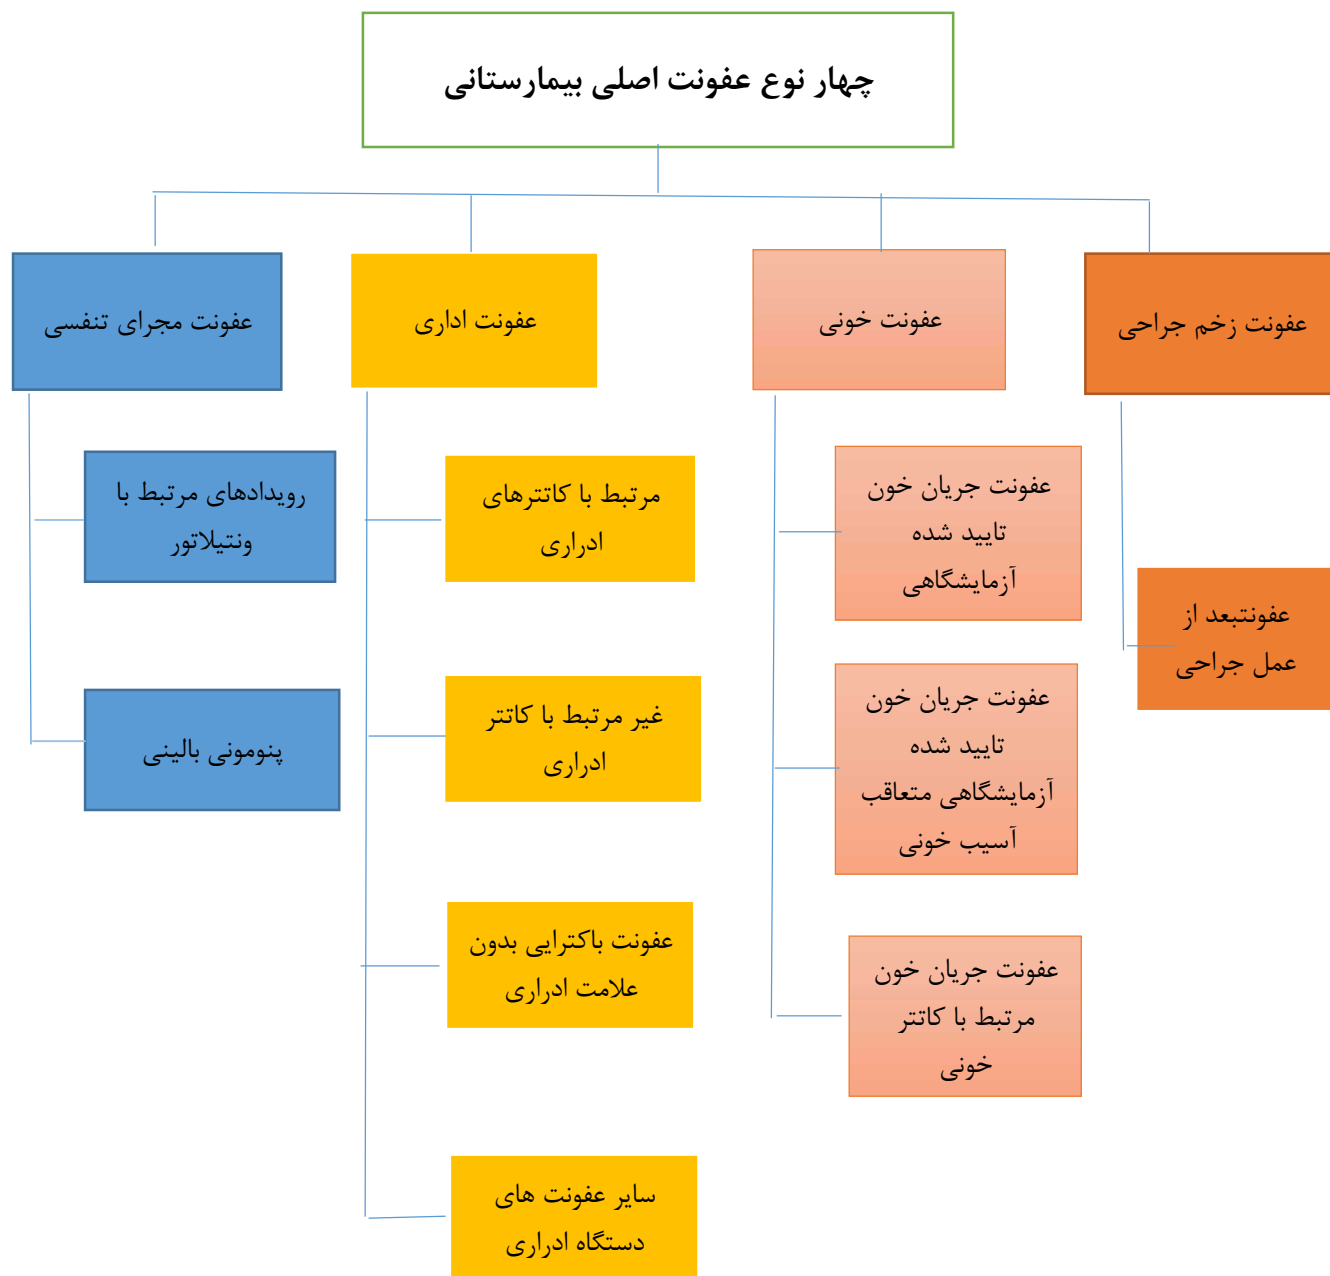 چهار نوع عفونت اصلی بیمارستانی
عفونت زخم جراحی
عفونت خونی
عفونت اداری
عفونت مجرای تنفسی
عفونتبعد از
عمل جراحی
عفونت جریان خون
تایید شده
آزمایشگاهی
عفونت جریان خون
تایید شده
آزمایشگاهی متعاقب
آسیب خونی
عفونت جریان خون
مرتبط با کاتتر
خونی
مرتبط با کاتترهای
ادراری
غیر مرتبط با کاتتر
ادراری
عفونت باکترایی بدون
علامت ادراری
سایر عفونت های
دستگاه ادراری
رویدادهای مرتبط با
ونتیلاتور
پنومونی بالینی